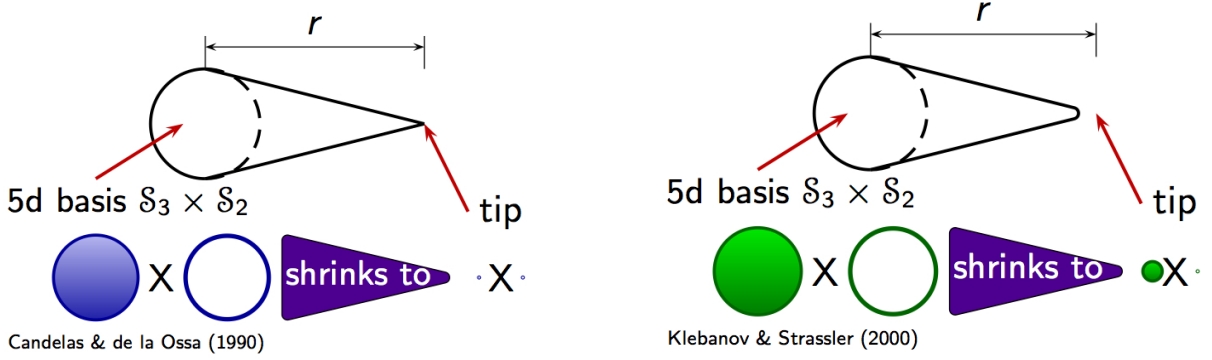 r
5d basis 𝕊₃ × 𝕊₂
tip
X shrinks to X
Candelas & de la Ossa (1990)
r
5d basis 𝕊₃ × 𝕊₂
tip
X shrinks to X
Klebanov & Strassler (2000)